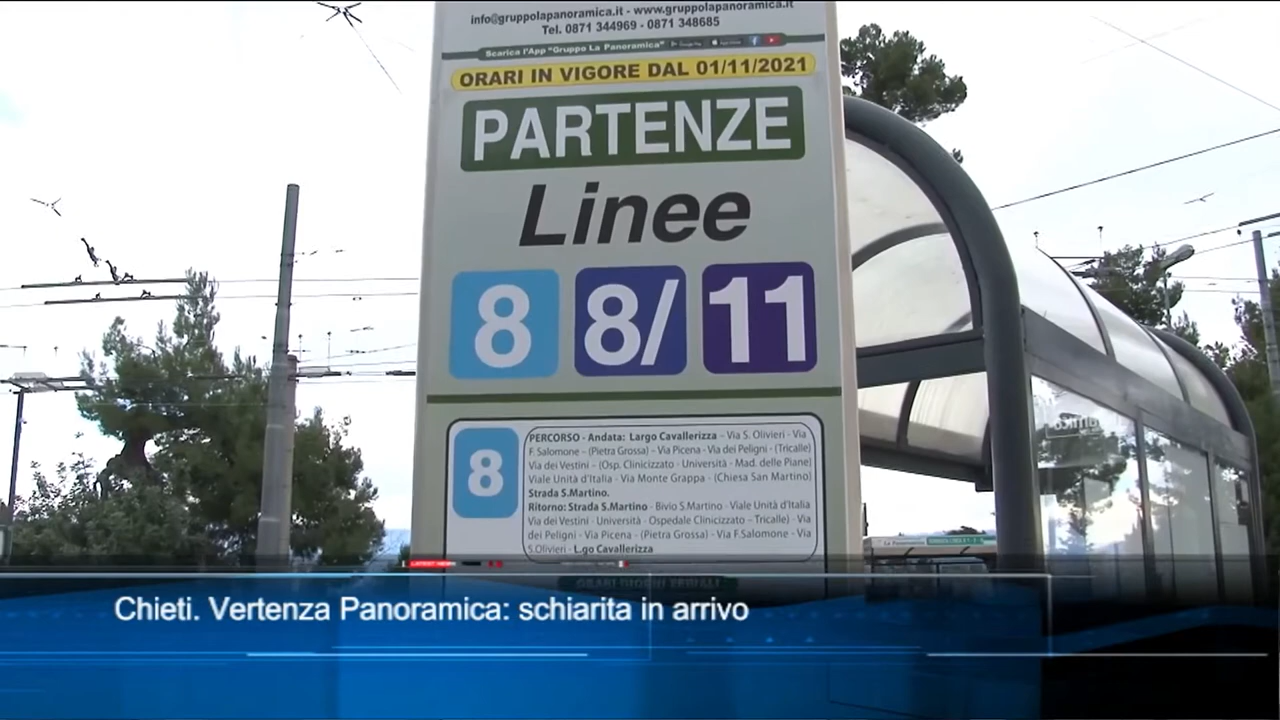 info@gruppolapanoramica.it - www.gruppolapanoramica.it
Tel. 0871 344969 - 0871 348685
Scarica l'App "Gruppo La Panoramica"
ORARI IN VIGORE DAL 01/11/2021
PARTENZE
Linee
8 8/ 11
8
PERCORSO - Andata: Largo Cavallerizza – Via S. Olivieri - Via
F. Salomone – (Pietra Grossa) - Via Picena - Via dei Peligni - (Tricalle)
Via dei Vestini - (Osp. Clinicizzato - Università - Mad. delle Piane)
Viale Unità d'Italia - Via Monte Grappa - (Chiesa San Martino)
Strada S.Martino.
Ritorno: Strada S.Martino - Bivio S.Martino - Viale Unità d'Italia
Via dei Vestini - Università - Ospedale Clinicizzato – Tricalle) - Via
dei Peligni - Via Picena - (Pietra Grossa) - Via F.Salomone - Via
S.Olivieri - L.go Cavallerizza
LATEST NEWS
ORARI GIORNI FERIALI
Chieti. Vertenza Panoramica: schiarita in arrivo